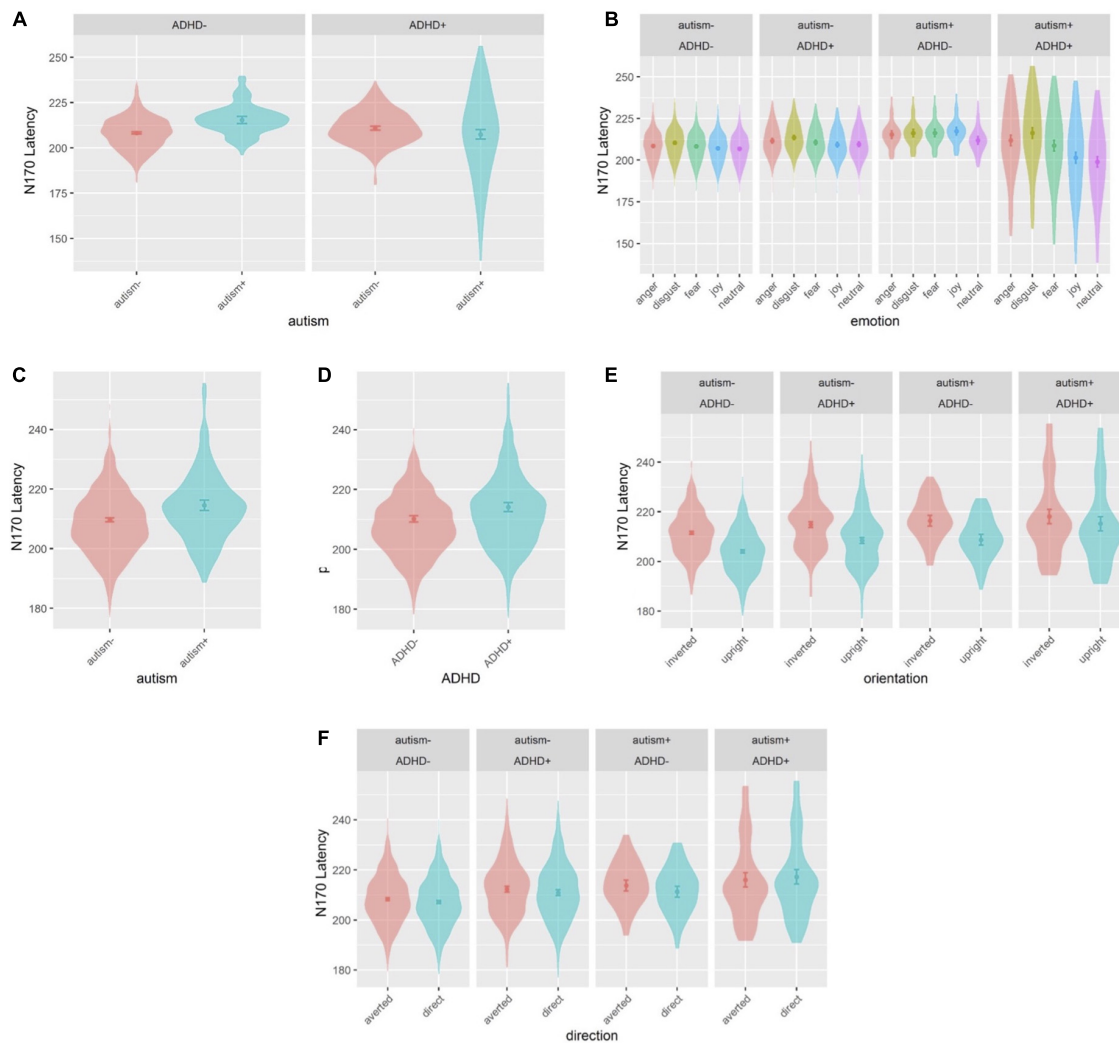 A
ADHD-
ADHD+
N170 Latency
250
225
200
175
150
autism-
autism+
autism-
autism+
autism
B
autism-
autism-
autism+
autism+
ADHD-
ADHD+
ADHD-
ADHD+
N170 Latency
250
225
200
175
150
anger
disgust
fear
joy
neutral
anger
disgust
fear
joy
neutral
anger
disgust
fear
joy
neutral
anger
disgust
fear
joy
neutral
emotion
C
N170 Latency
240
220
200
180
autism-
autism+
autism
D
p
240
220
200
180
ADHD-
ADHD+
ADHD
E
autism-
autism-
autism+
autism+
ADHD-
ADHD+
ADHD-
ADHD+
N170 Latency
240
220
200
180
inverted
upright
inverted
upright
inverted
upright
inverted
upright
orientation
F
autism-
autism-
autism+
autism+
ADHD-
ADHD+
ADHD-
ADHD+
N170 Latency
240
220
200
180
averted
direct
averted
direct
averted
direct
averted
direct
direction